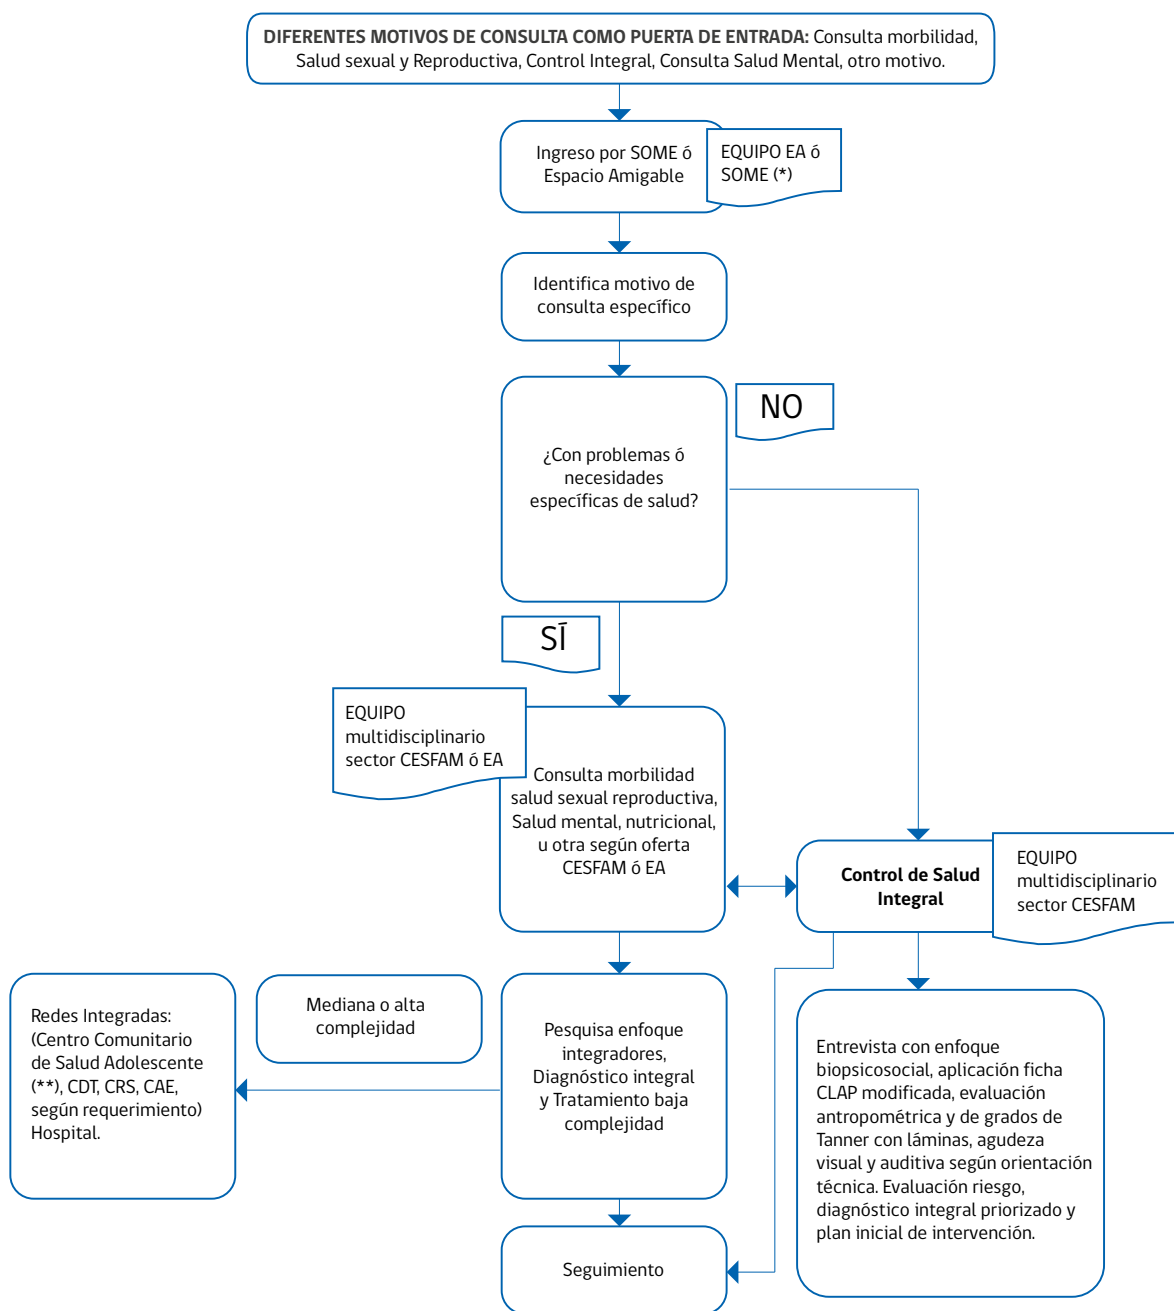 DIFERENTES MOTIVOS DE CONSULTA COMO PUERTA DE ENTRADA: Consulta morbilidad,
Salud sexual y Reproductiva, Control Integral, Consulta Salud Mental, otro motivo.
Ingreso por SOME ó
Espacio Amigable
EQUIPO EA ó
SOME (*)
Identifica motivo de
consulta específico
¿Con problemas ó
necesidades
específicas de salud?
NO
SÍ
EQUIPO
multidisciplinario
sector CESFAM ó EA
Consulta morbilidad
salud sexual reproductiva,
Salud mental, nutricional,
u otra según oferta
CESFAM ó EA
Control de Salud
Integral
EQUIPO
multidisciplinario
sector CESFAM
Redes Integradas:
(Centro Comunitario
de Salud Adolescente
(**), CDT, CRS, CAE,
según requerimiento)
Hospital.
Mediana o alta
complejidad
Pesquisa enfoque
integradores,
Diagnóstico integral
y Tratamiento baja
complejidad
Entrevista con enfoque
biopsicosocial, aplicación ficha
CLAP modificada, evaluación
antropométrica y de grados de
Tanner con láminas, agudeza
visual y auditiva según orientación
técnica. Evaluación riesgo,
diagnóstico integral priorizado y
plan inicial de intervención.
Seguimiento